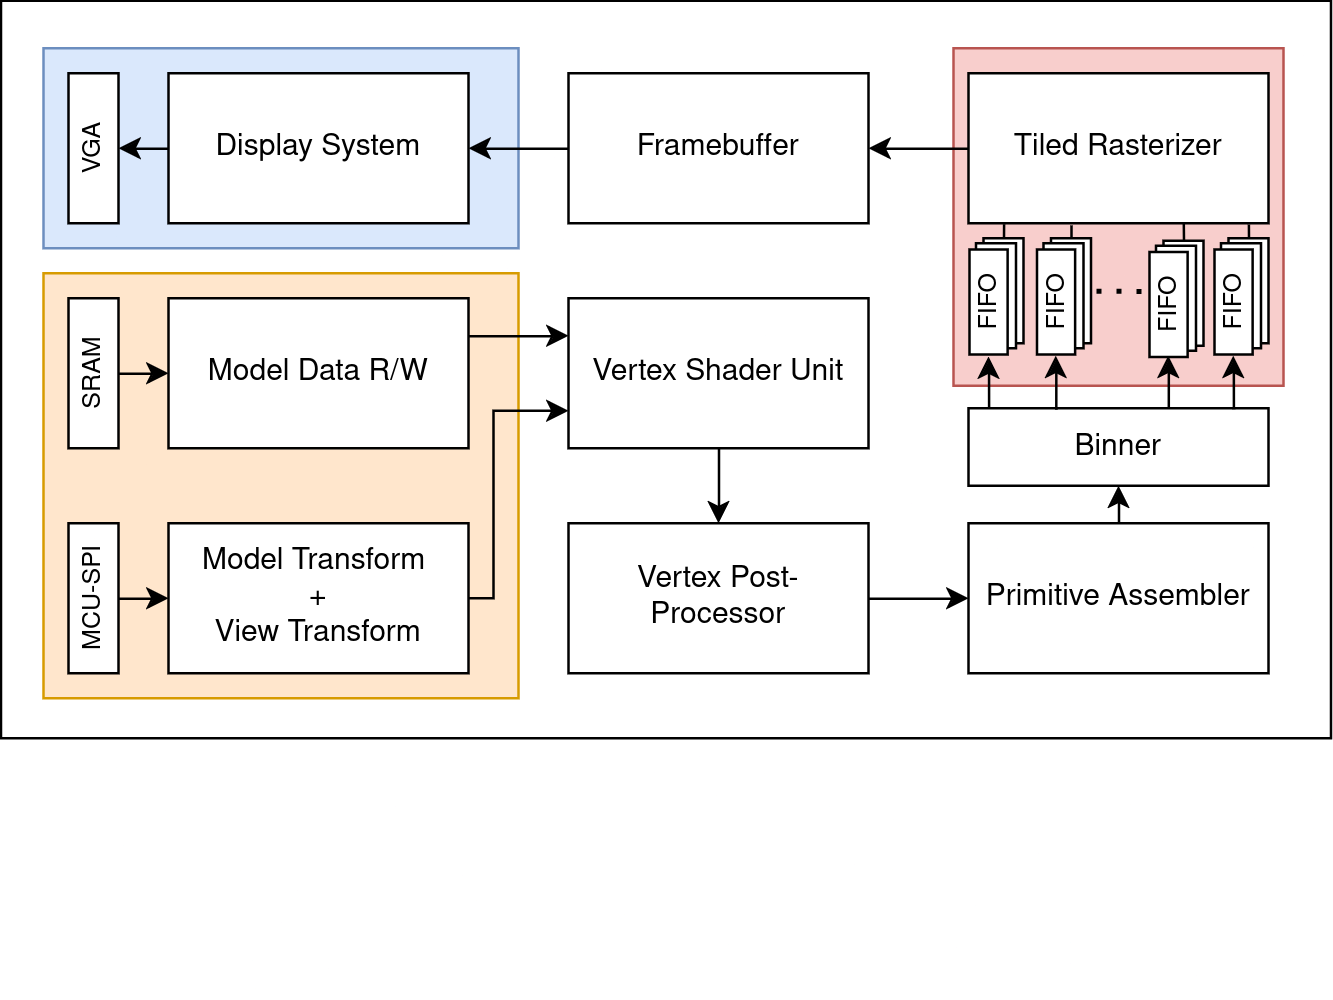 VGA
Display System
Framebuffer
Tiled Rasterizer
FIFO
FIFO
. . .
FIFO
FIFO
SRAM
Model Data R/W
Vertex Shader Unit
Binner
MCU-SPI
Model Transform
+
View Transform
Vertex Post-
Processor
Primitive Assembler